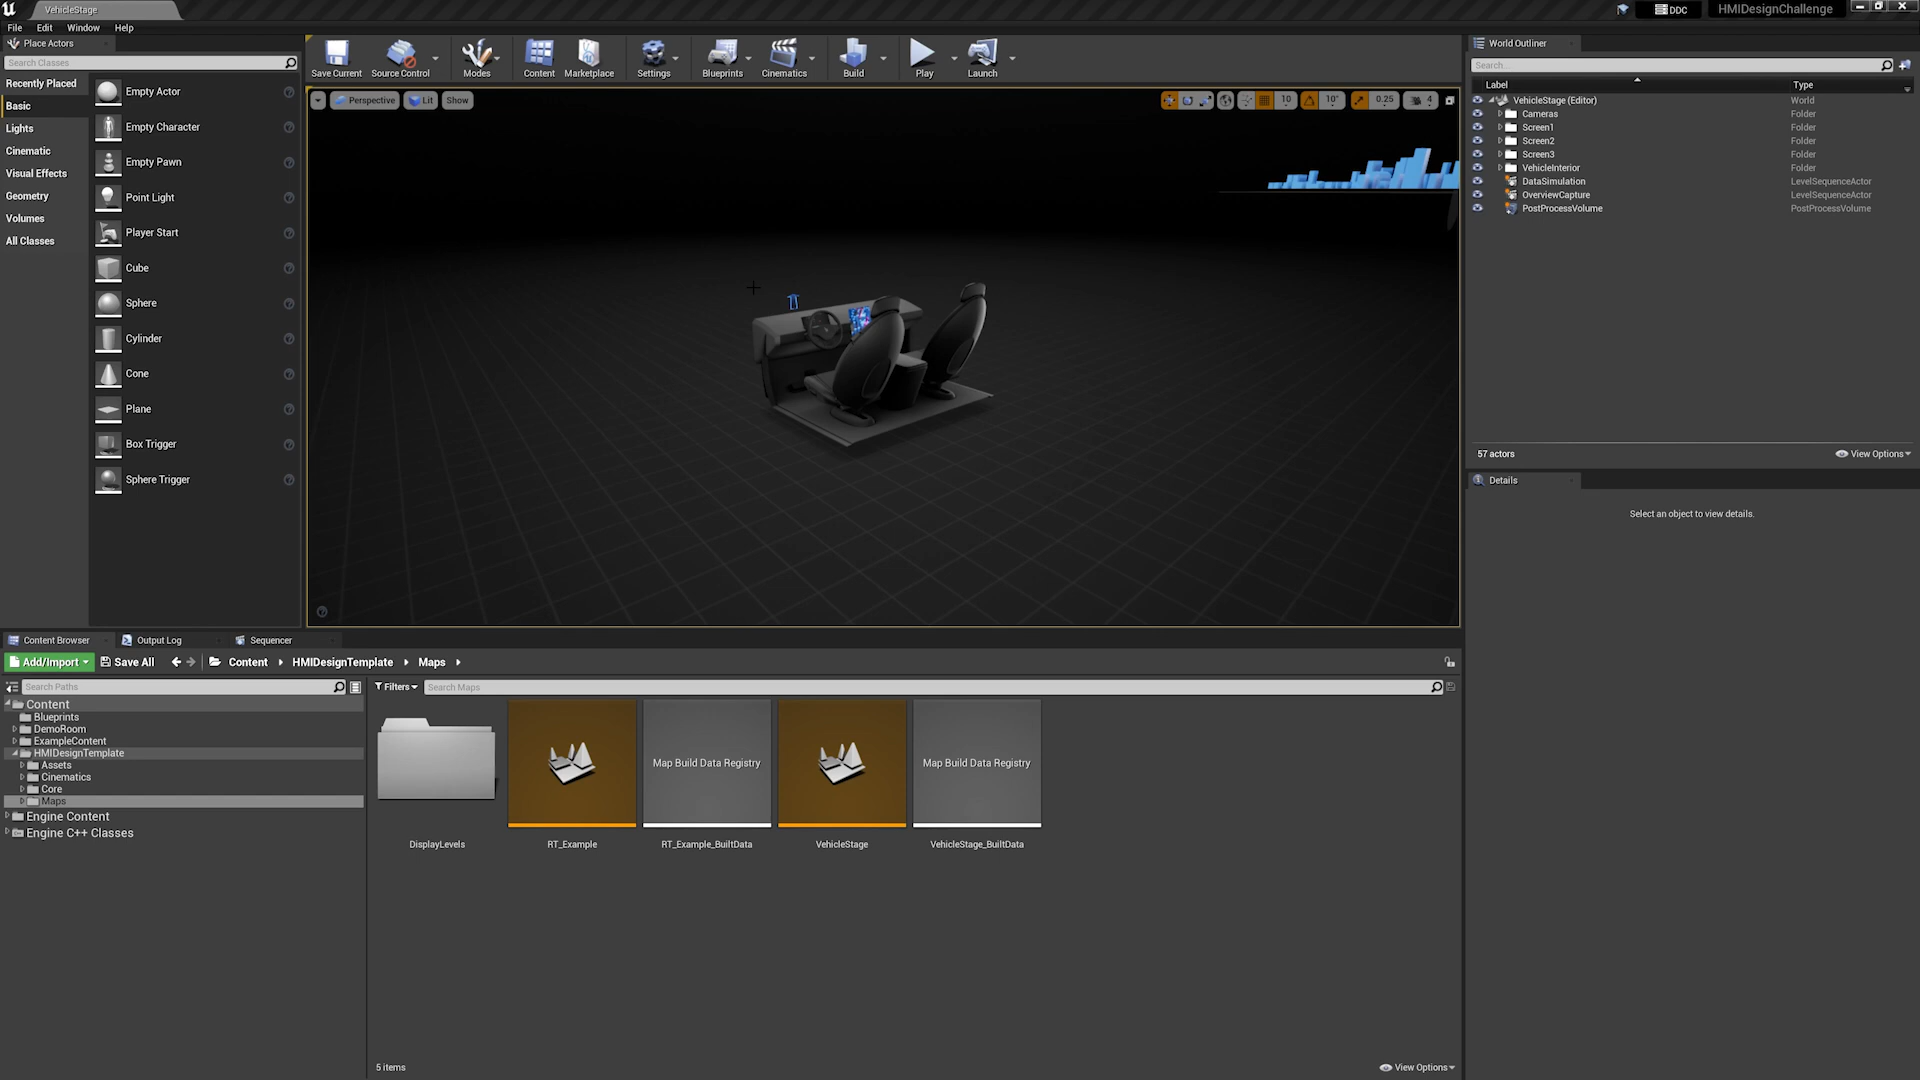 VehicleStage
DDC
HMIDesignChallenge
File Edit Window Help
Place Actors
Search Classes
Recently Placed
Basic
Lights
Cinematic
Visual Effects
Geometry
Volumes
All Classes
Empty Actor
Empty Character
Empty Pawn
Point Light
Player Start
Cube
Sphere
Cylinder
Cone
Plane
Box Trigger
Sphere Trigger
Save Current Source Control Modes Content Marketplace Settings Blueprints Cinematics Build Play Launch
Perspective Lit Show
10 10° 0.25 4
World Outliner
Search...
Label Type
VehicleStage (Editor) World
Cameras Folder
Screen1 Folder
Screen2 Folder
Screen3 Folder
VehicleInterior Folder
DataSimulation LevelSequenceActor
OverviewCapture LevelSequenceActor
PostProcessVolume PostProcessVolume
57 actors
View Options
Details
Select an object to view details.
Content Browser Output Log Sequencer
Add/Import Save All Content HMIDesignTemplate Maps
Search Paths
Filters Search Maps
Content
Blueprints
DemoRoom
ExampleContent
HMIDesignTemplate
Assets
Cinematics
Core
Maps
Engine Content
Engine C++ Classes
Map Build Data Registry
Map Build Data Registry
DisplayLevels
RT_Example
RT_Example_BuiltData
VehicleStage
VehicleStage_BuiltData
5 items
View Options